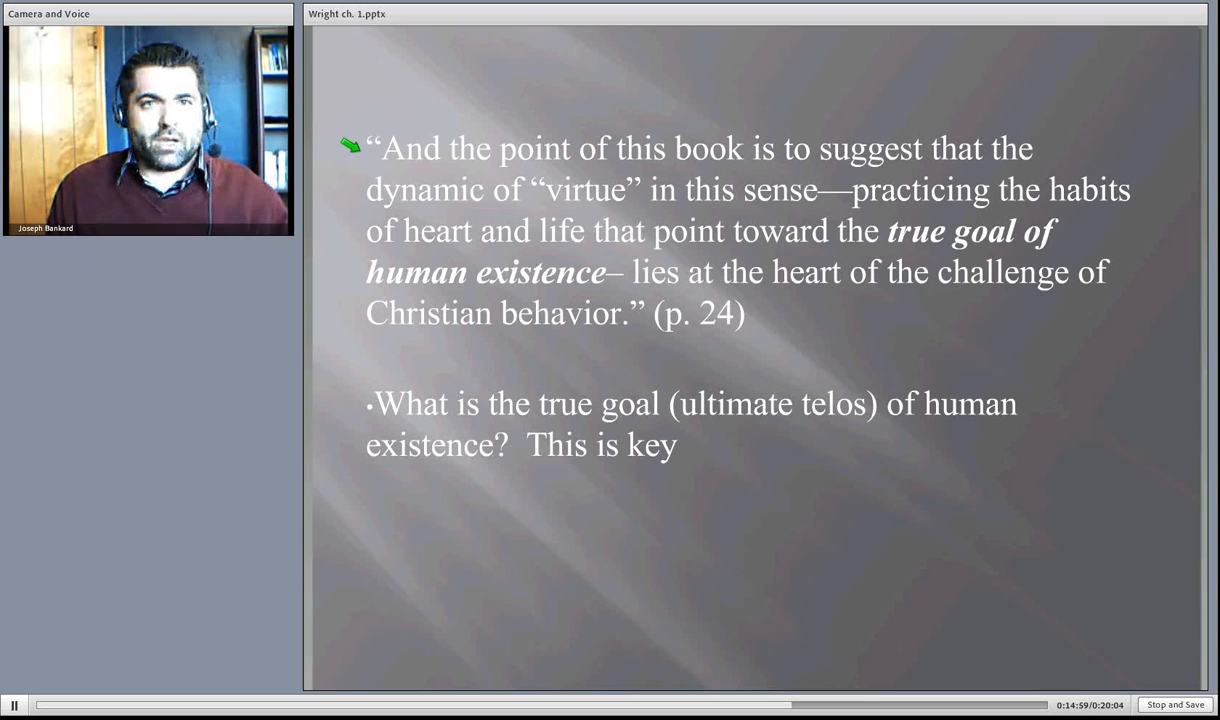 Camera and Voice
Joseph Bankard
Wright ch. 1.pptx
“And the point of this book is to suggest that the
dynamic of “virtue” in this sense—practicing the habits
of heart and life that point toward the true goal of
human existence– lies at the heart of the challenge of
Christian behavior.” (p. 24)
•What is the true goal (ultimate telos) of human
existence?  This is key
0:14:59/0:20:04
Stop and Save